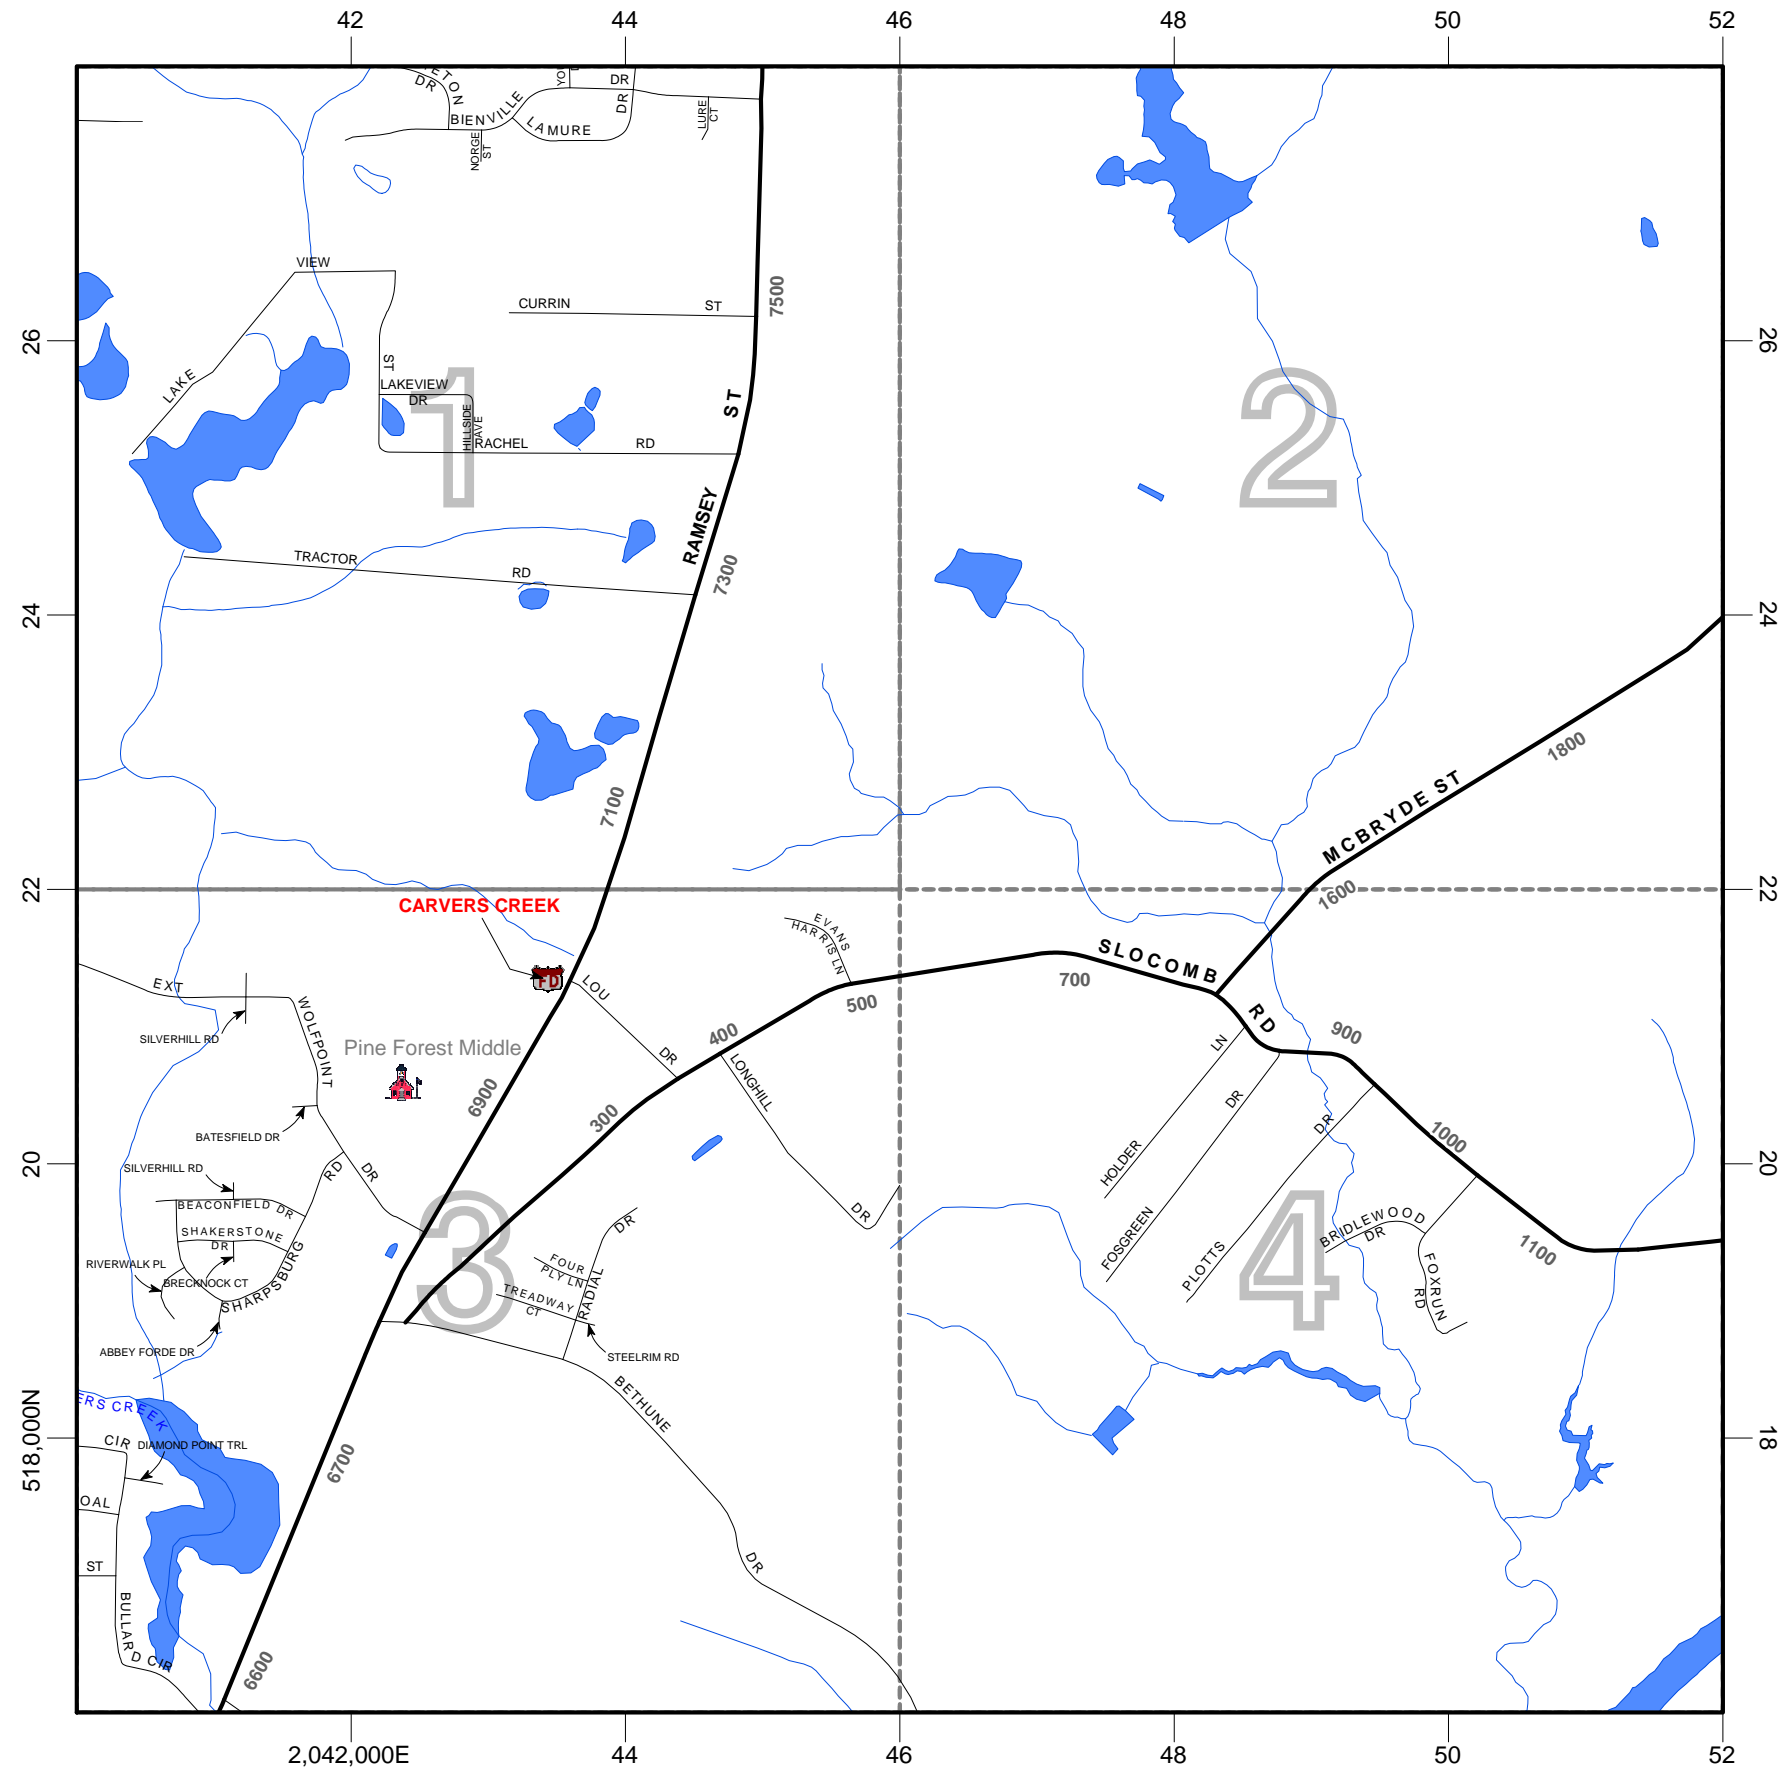 42 44 46 48 50 52
ETON
DR
BIENVILLE
NORGE
ST
LAMURE
YO
DR
DR
LURE
CT
VIEW
LAKE
ST
CURRIN ST
7500
26
26
LAKEVIEW
DR
HILLSIDE
AVE
RACHEL RD
1
2
RAMSEY ST
7300
TRACTOR RD
24
24
7100
1800
MCBRYDE ST
1600
22
22
CARVERS CREEK
FD
LOU DR
EVANS
HARRIS LN
SLOCOMB RD
EXT
SILVERHILL RD
WOLFPOINT DR
Pine Forest Middle
6900
300
400
500
700
900
1000
1100
LONGHILL DR
BATESFIELD DR
20
20
SILVERHILL RD
BEACONFIELD DR
SHAKERSTONE
DR
RIVERWALK PL
BRECKNOCK CT
SHARPSBURG RD
ABBEY FORDE DR
3
4
FOUR
PLY LN
TREADWAY
CT
RADIAL DR
STEELRIM RD
BETHUNE DR
HOLDER LN
FOSGREEN DR
PLOTTS DR
BRIDLEWOOD
DR
FOXRUN
RD
ERS CREEK
CIR
DIAMOND POINT TRL
OAL
ST
BULLARD CIR
6700
6600
518,000N
18
2,042,000E 44 46 48 50 52